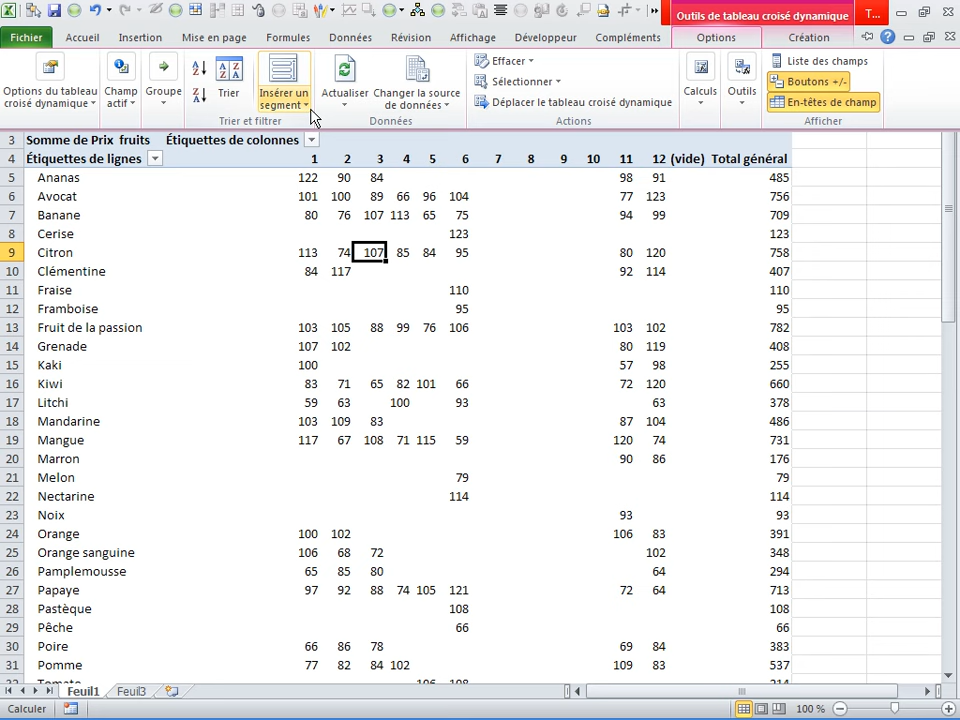 Outils de tableau croisé dynamique T...
Fichier Accueil Insertion Mise en page Formules Données Révision Affichage Développeur Compléments Options Création
Options du tableau croisé dynamique Champ actif Groupe Trier Insérer un segment Actualiser Changer la source de données Effacer Sélectionner Déplacer le tableau croisé dynamique Calculs Outils Liste des champs Boutons +/- En-têtes de champ
Trier et filtrer Données Actions Afficher
3 Somme de Prix fruits Étiquettes de colonnes
4 Étiquettes de lignes 1 2 3 4 5 6 7 8 9 10 11 12 (vide) Total général
5 Ananas 122 90 84 98 91 485
6 Avocat 101 100 89 66 96 104 77 123 756
7 Banane 80 76 107 113 65 75 94 99 709
8 Cerise 123 123
9 Citron 113 74 107 85 84 95 80 120 758
10 Clémentine 84 117 92 114 407
11 Fraise 110 110
12 Framboise 95 95
13 Fruit de la passion 103 105 88 99 76 106 103 102 782
14 Grenade 107 102 80 119 408
15 Kaki 100 57 98 255
16 Kiwi 83 71 65 82 101 66 72 120 660
17 Litchi 59 63 100 93 63 378
18 Mandarine 103 109 83 87 104 486
19 Mangue 117 67 108 71 115 59 120 74 731
20 Marron 90 86 176
21 Melon 79 79
22 Nectarine 114 114
23 Noix 93 93
24 Orange 100 102 106 83 391
25 Orange sanguine 106 68 72 102 348
26 Pamplemousse 65 85 80 64 294
27 Papaye 97 92 88 74 105 121 72 64 713
28 Pastèque 108 108
29 Pêche 66 66
30 Poire 66 86 78 69 84 383
31 Pomme 77 82 84 102 109 83 537
Feuil1 Feuil3
Calculer 100 %